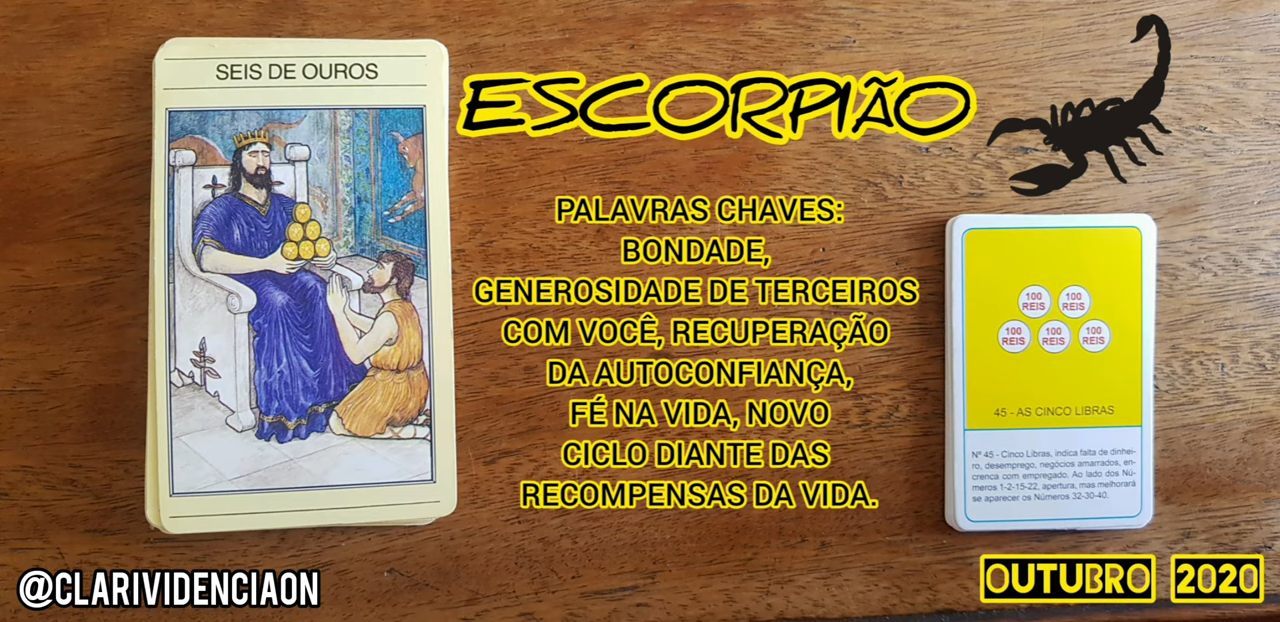 SEIS DE OUROS
ESCORPIÃO
PALAVRAS CHAVES:
BONDADE,
GENEROSIDADE DE TERCEIROS
COM VOCÊ, RECUPERAÇÃO
DA AUTOCONFIANÇA,
FÉ NA VIDA, NOVO
CICLO DIANTE DAS
RECOMPENSAS DA VIDA.
100
REIS
100
REIS
100
REIS
100
REIS
100
REIS
45 - AS CINCO LIBRAS
Nº 45 - Cinco Libras, indica falta de dinhei-
ro, desemprego, negócios amarrados, en-
crenca com empregado. Ao lado dos Nú-
meros 1-2-15-22, apertura, mas melhorará
se aparecer os Números 32-30-40.
@CLARIVIDENCIAON
OUTUBRO 2020